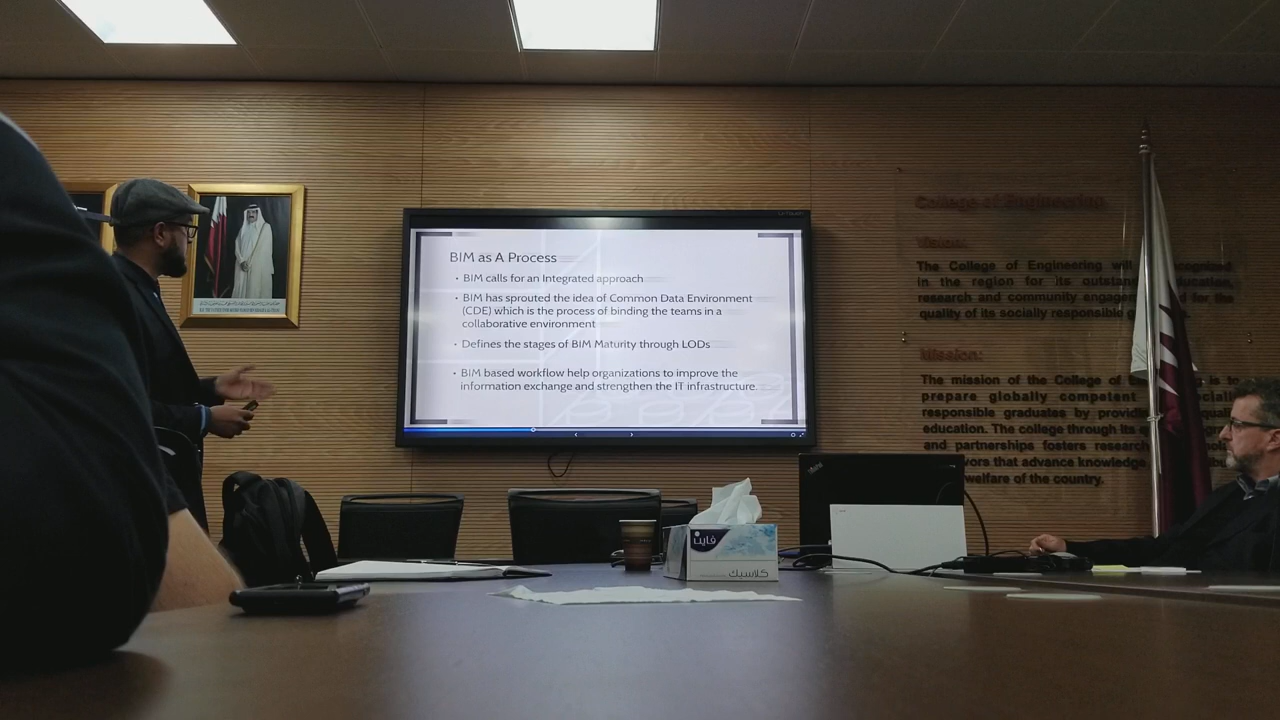 BIM as A Process
• BIM calls for an Integrated approach
• BIM has sprouted the idea of Common Data Environment
(CDE) which is the process of binding the teams in a
collaborative environment
• Defines the stages of BIM Maturity through LODs
• BIM based workflow help organizations to improve the
information exchange and strengthen the IT infrastructure.
College of Engineering
Vision:
The College of Engineering will
in the region for its
research and community
quality of its socially responsible
Mission:
The mission of the College of is to
prepare globally competent
responsible graduates by
education. The college through its
and partnerships fosters research
that advance knowledge
welfare of the country.
فاين
كلاسيك